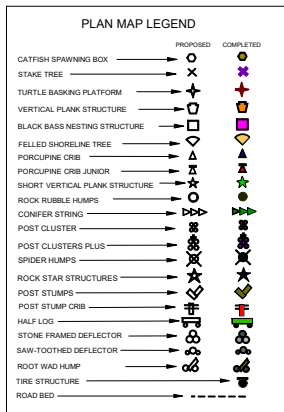 PLAN MAP LEGEND
PROPOSED COMPLETED
CATFISH SPAWNING BOX
STAKE TREE
TURTLE BASKING PLATFORM
VERTICAL PLANK STRUCTURE
BLACK BASS NESTING STRUCTURE
FELLED SHORELINE TREE
PORCUPINE CRIB
PORCUPINE CRIB JUNIOR
SHORT VERTICAL PLANK STRUCTURE
ROCK RUBBLE HUMPS
CONIFER STRING
POST CLUSTER
POST CLUSTERS PLUS
SPIDER HUMPS
ROCK STAR STRUCTURES
POST STUMPS
POST STUMP CRIB
HALF LOG
STONE FRAMED DEFLECTOR
SAW-TOOTHED DEFLECTOR
ROOT WAD HUMP
TIRE STRUCTURE
ROAD BED